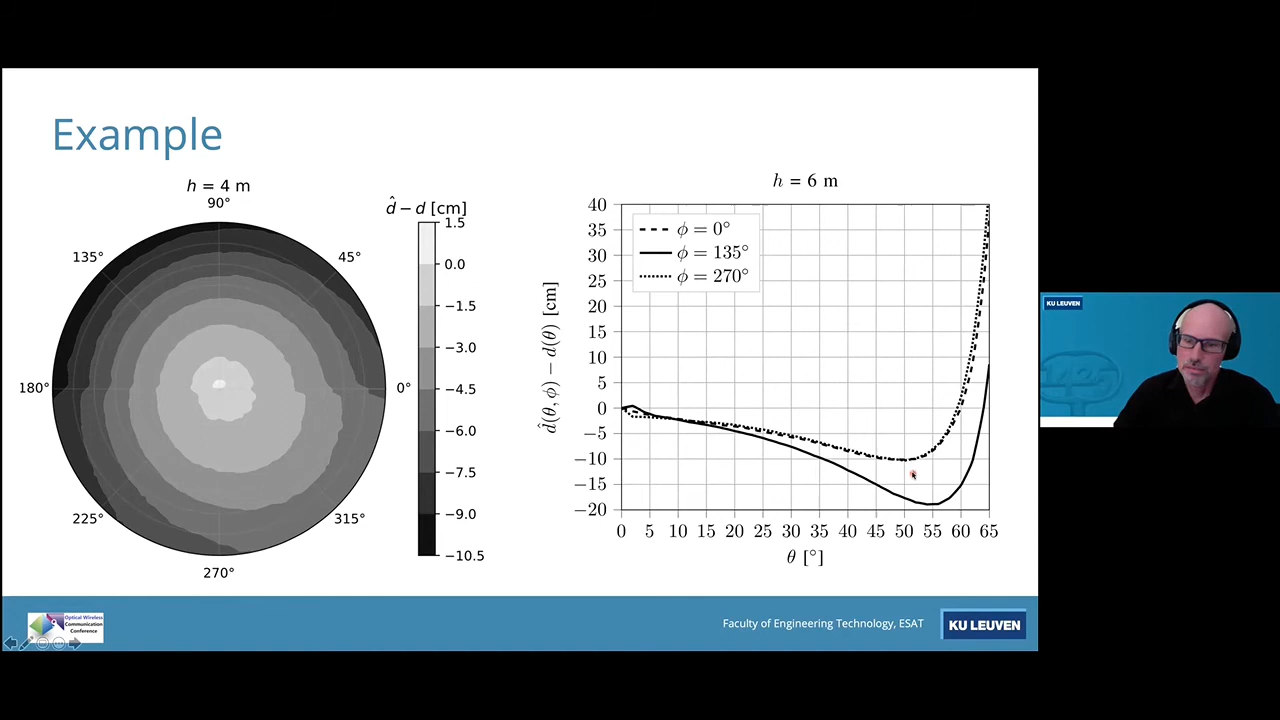 Example
h = 4 m
90°
135°
45°
180°
0°
225°
315°
270°
d̂ − d [cm]
1.5
0.0
−1.5
−3.0
−4.5
−6.0
−7.5
−9.0
−10.5
h = 6 m
d̂(θ, ϕ) − d(θ) [cm]
40
35
30
25
20
15
10
5
0
−5
−10
−15
−20
ϕ = 0°
ϕ = 135°
ϕ = 270°
0 5 10 15 20 25 30 35 40 45 50 55 60 65
θ [°]
KU LEUVEN
1425
Optical Wireless
Communication
Conference
Faculty of Engineering Technology, ESAT
KU LEUVEN